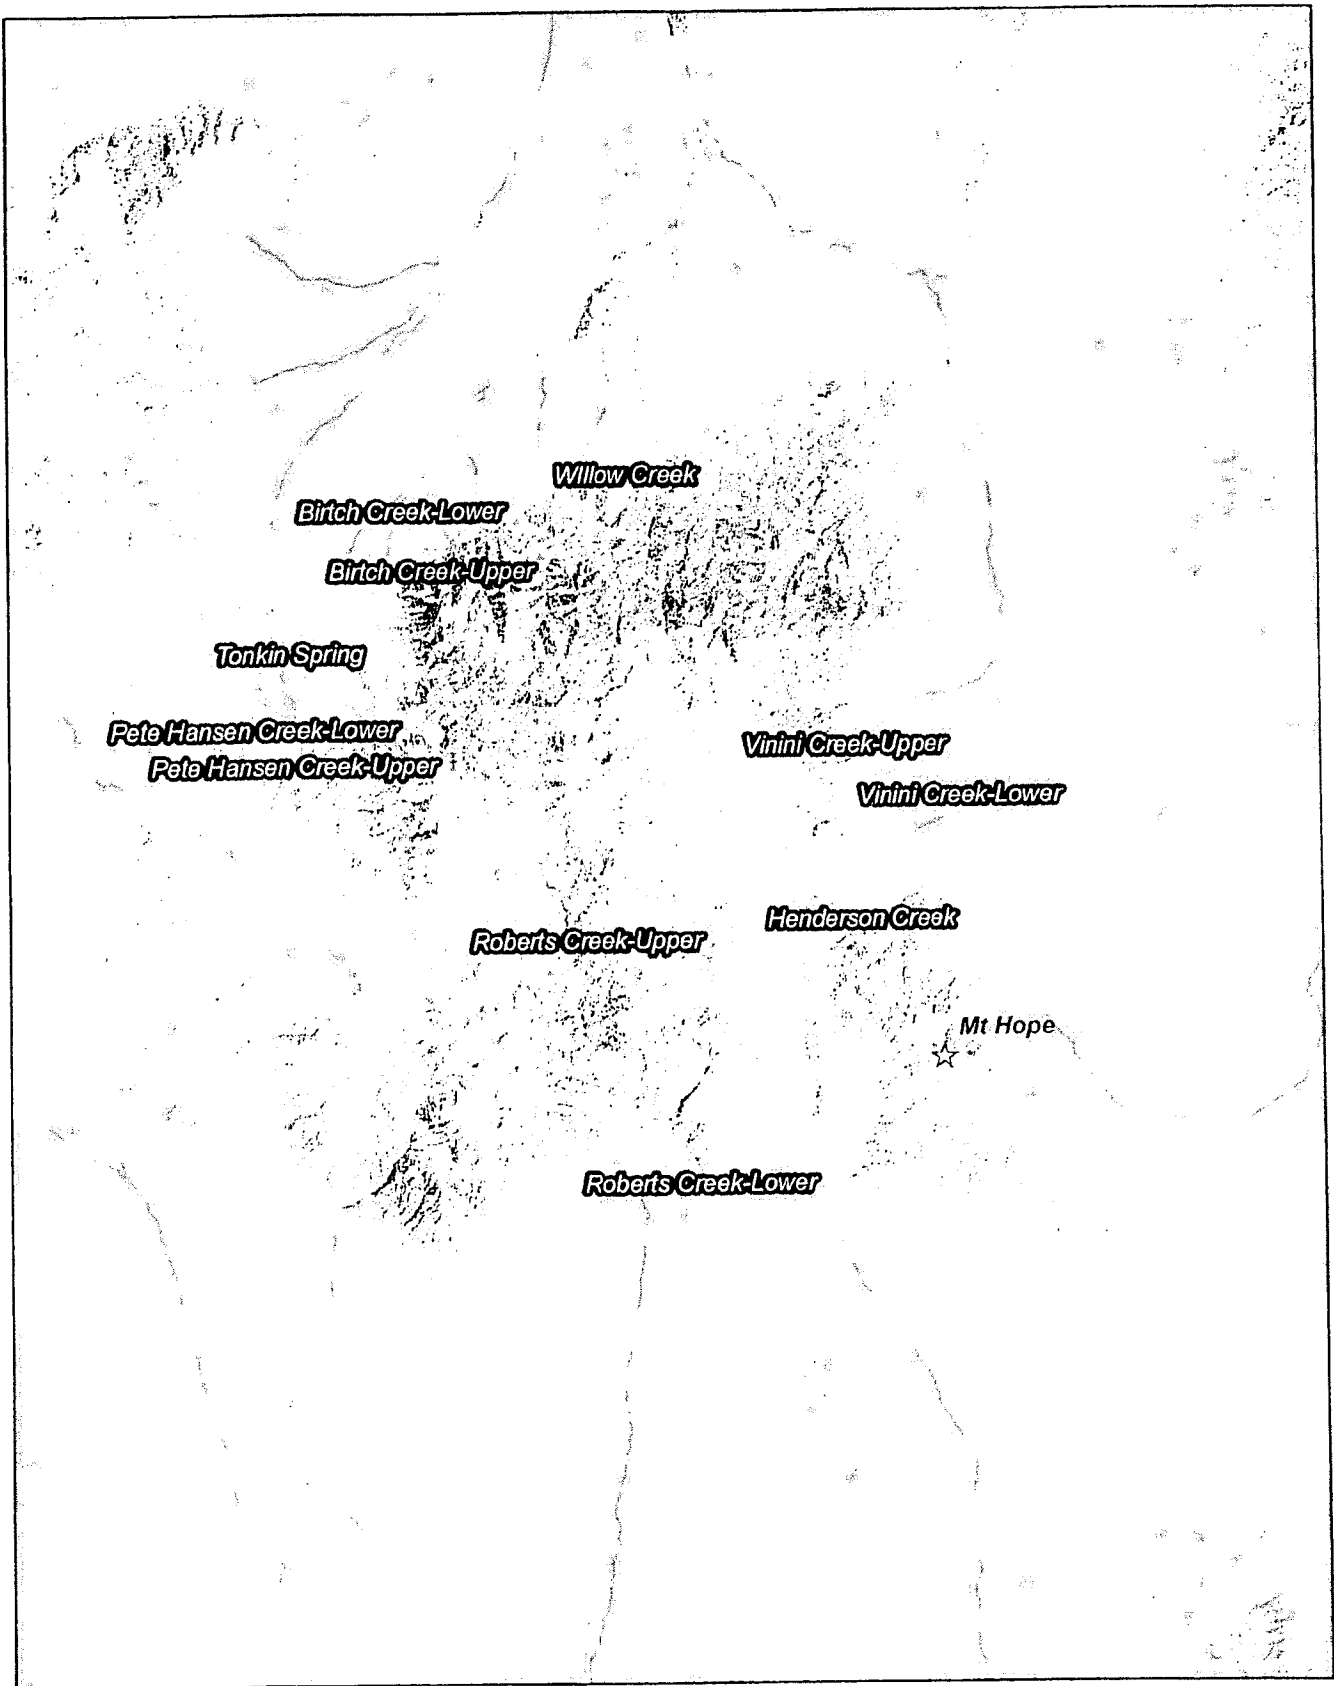 Willow Creek
Birtch Creek-Lower
Birtch Creek-Upper
Tonkin Spring
Pete Hansen Creek-Lower
Vinini Creek-Upper
Pete Hansen Creek-Upper
Vinini Creek-Lower
Henderson Creek
Roberts Creek-Upper
Mt Hope
Roberts Creek-Lower